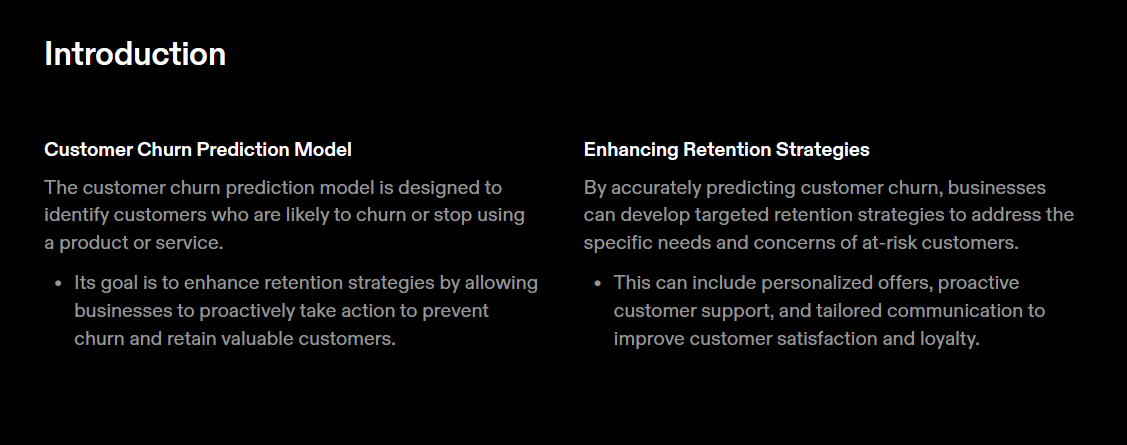 Introduction
Customer Churn Prediction Model
The customer churn prediction model is designed to
identify customers who are likely to churn or stop using
a product or service.
• Its goal is to enhance retention strategies by allowing
businesses to proactively take action to prevent
churn and retain valuable customers.
Enhancing Retention Strategies
By accurately predicting customer churn, businesses
can develop targeted retention strategies to address the
specific needs and concerns of at-risk customers.
• This can include personalized offers, proactive
customer support, and tailored communication to
improve customer satisfaction and loyalty.